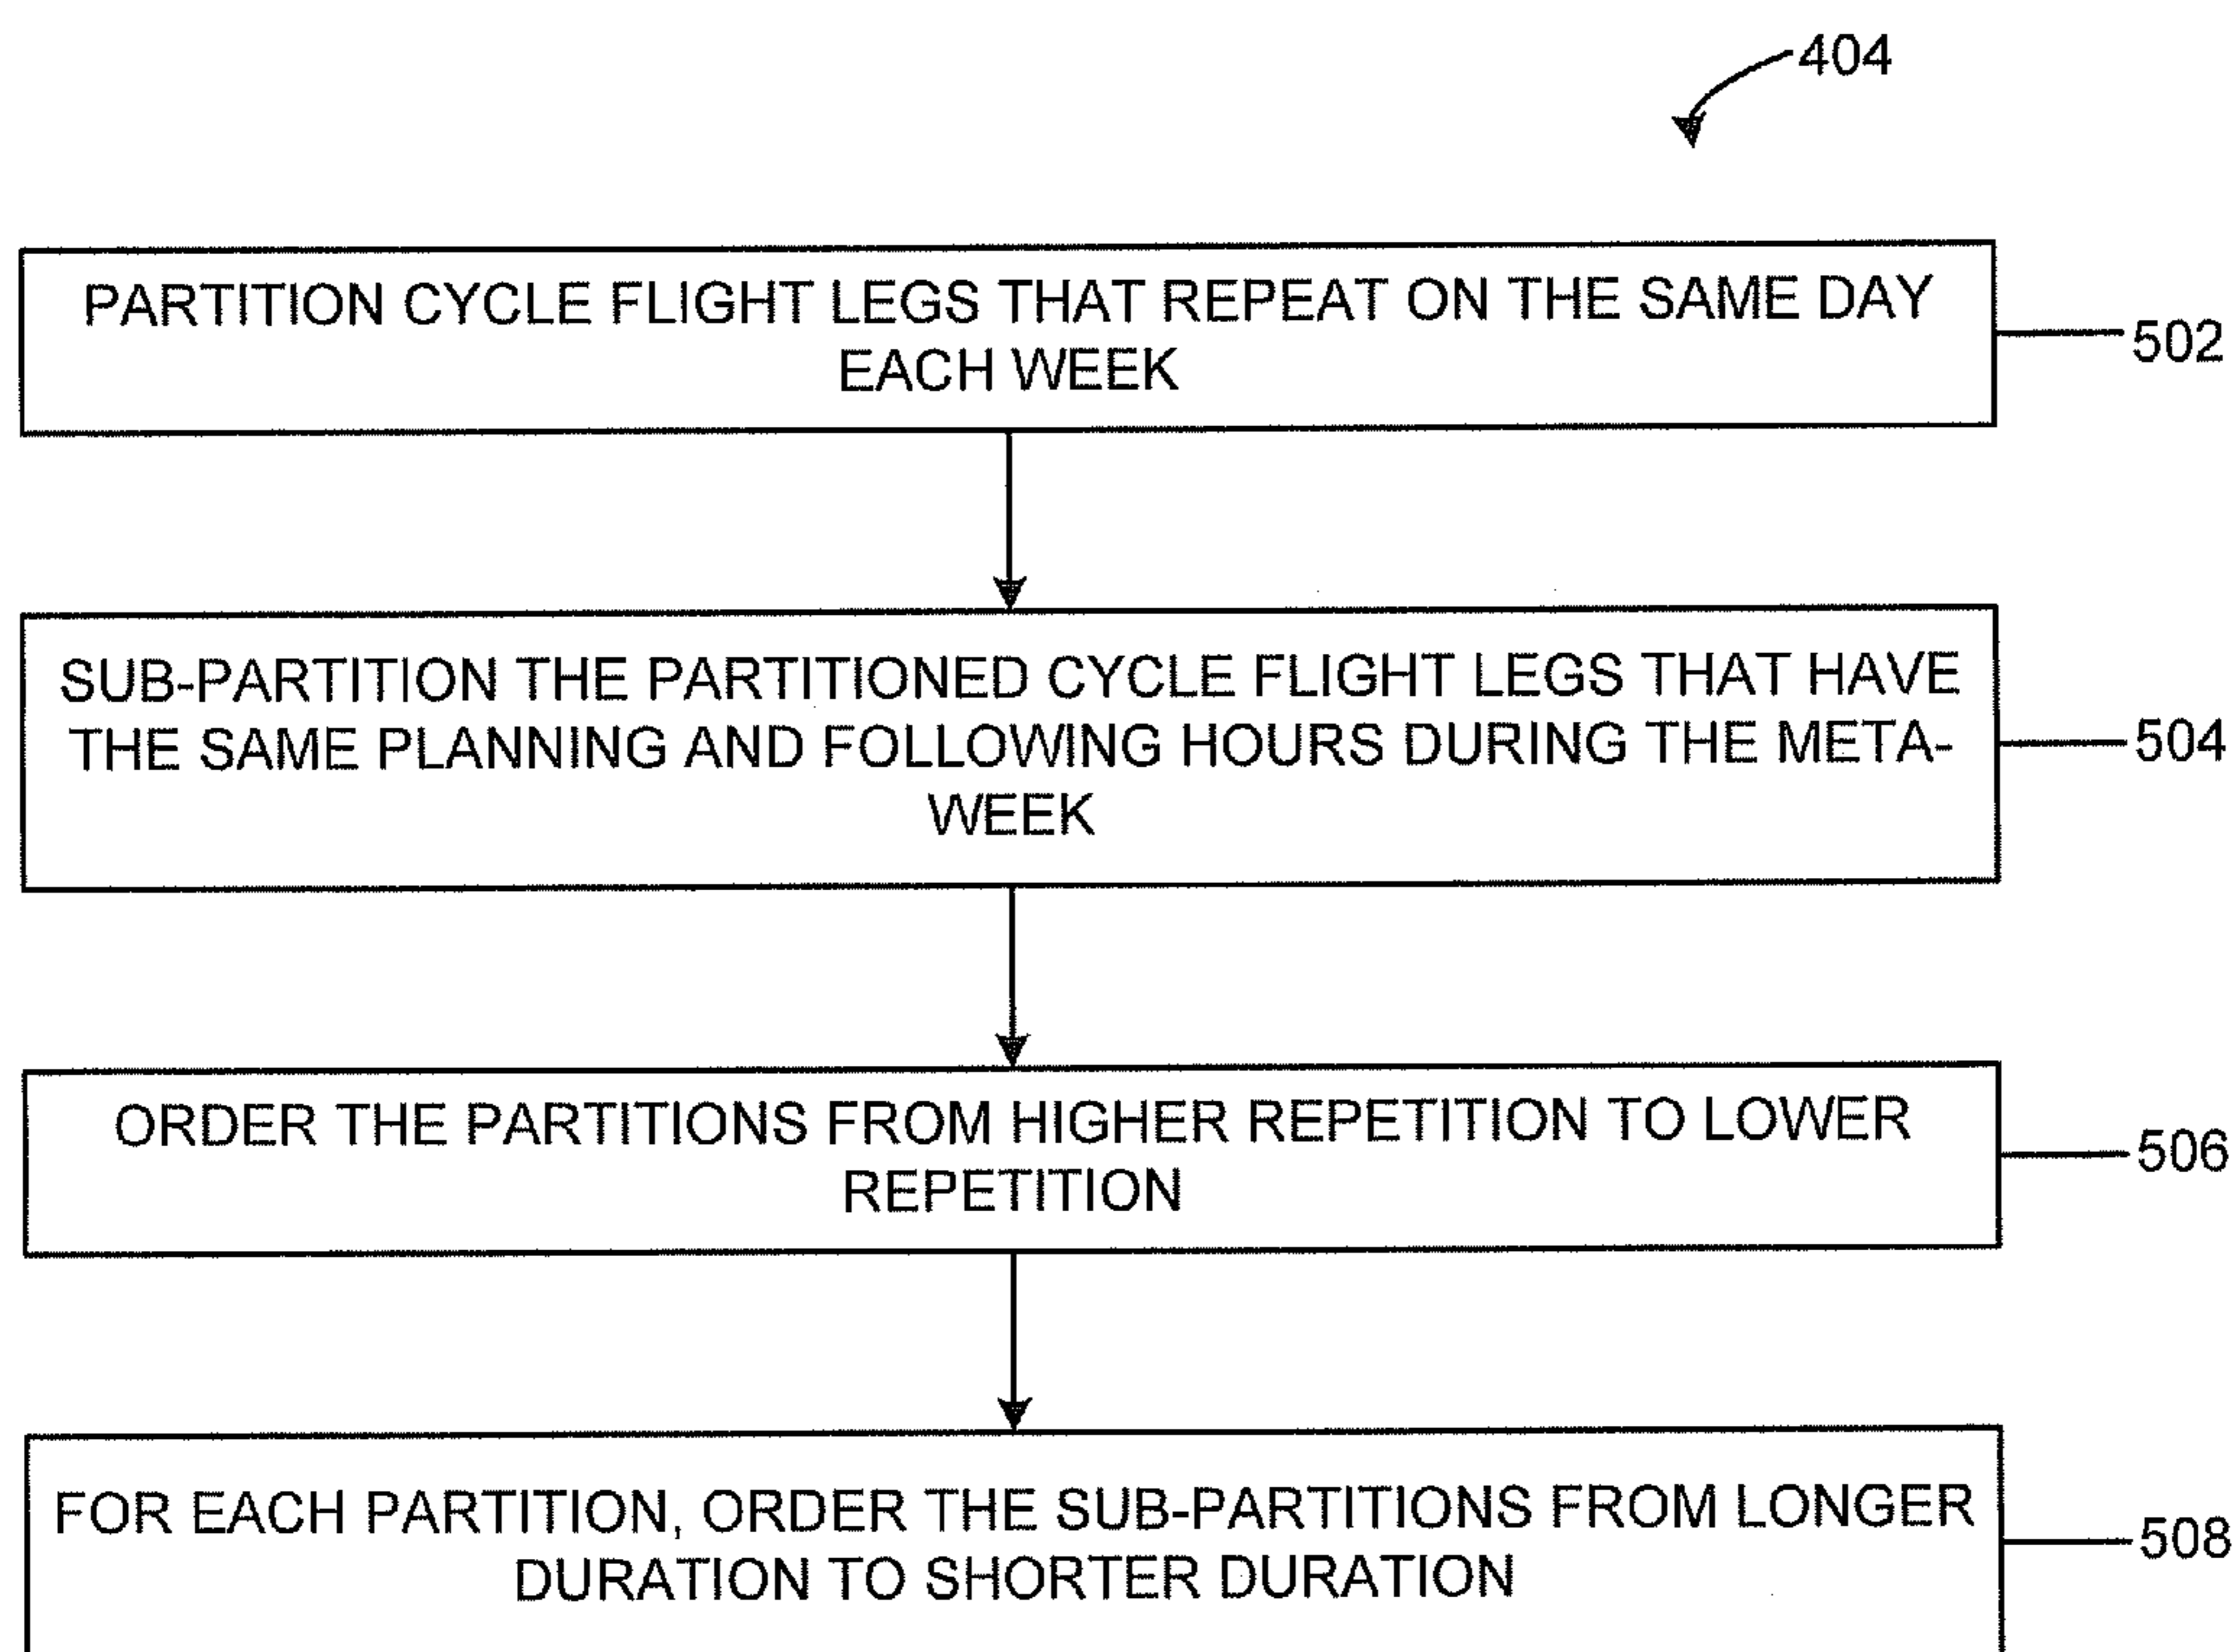 404
PARTITION CYCLE FLIGHT LEGS THAT REPEAT ON THE SAME DAY
EACH WEEK
502
SUB-PARTITION THE PARTITIONED CYCLE FLIGHT LEGS THAT HAVE
THE SAME PLANNING AND FOLLOWING HOURS DURING THE META-
WEEK
504
ORDER THE PARTITIONS FROM HIGHER REPETITION TO LOWER
REPETITION
506
FOR EACH PARTITION, ORDER THE SUB-PARTITIONS FROM LONGER
DURATION TO SHORTER DURATION
508